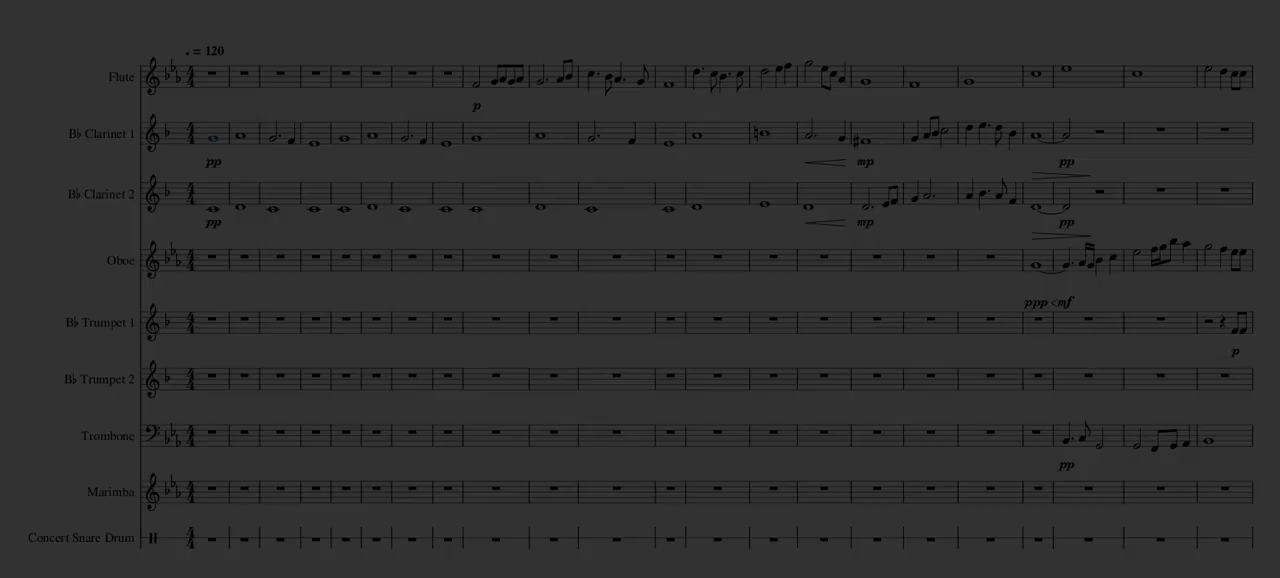 . = 120
Flute
p
B♭ Clarinet 1
pp
mp
pp
B♭ Clarinet 2
pp
mp
pp
Oboe
ppp
mf
B♭ Trumpet 1
p
B♭ Trumpet 2
Trombone
pp
Marimba
Concert Snare Drum